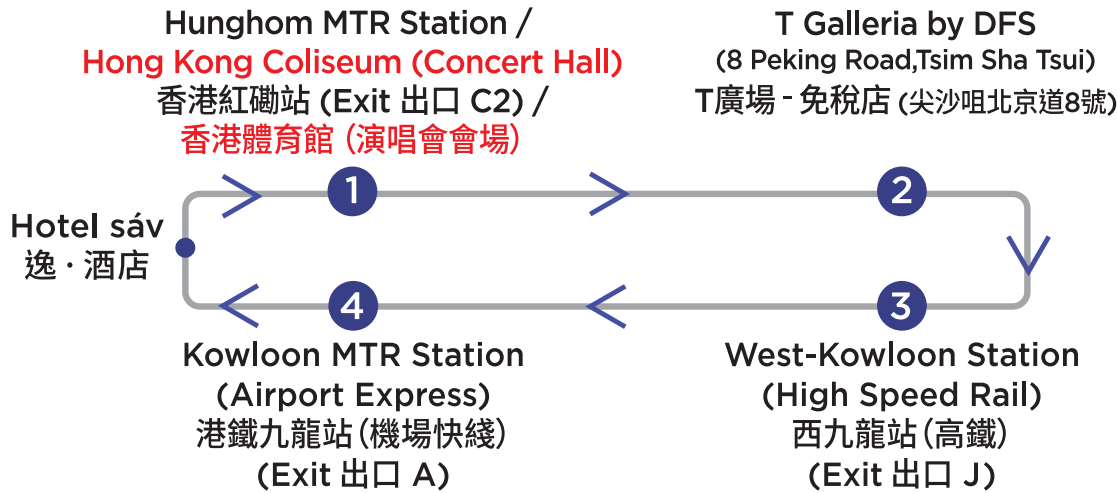 Hunghom MTR Station /
Hong Kong Coliseum (Concert Hall)
香港紅磡站 (Exit 出口 C2) /
香港體育館 (演唱會會場)
1
T Galleria by DFS
(8 Peking Road,Tsim Sha Tsui)
T廣場 - 免稅店 (尖沙咀北京道8號)
2
Hotel sáv
逸 · 酒店
4
Kowloon MTR Station
(Airport Express)
港鐵九龍站 (機場快綫)
(Exit 出口 A)
3
West-Kowloon Station
(High Speed Rail)
西九龍站 (高鐵)
(Exit 出口 J)